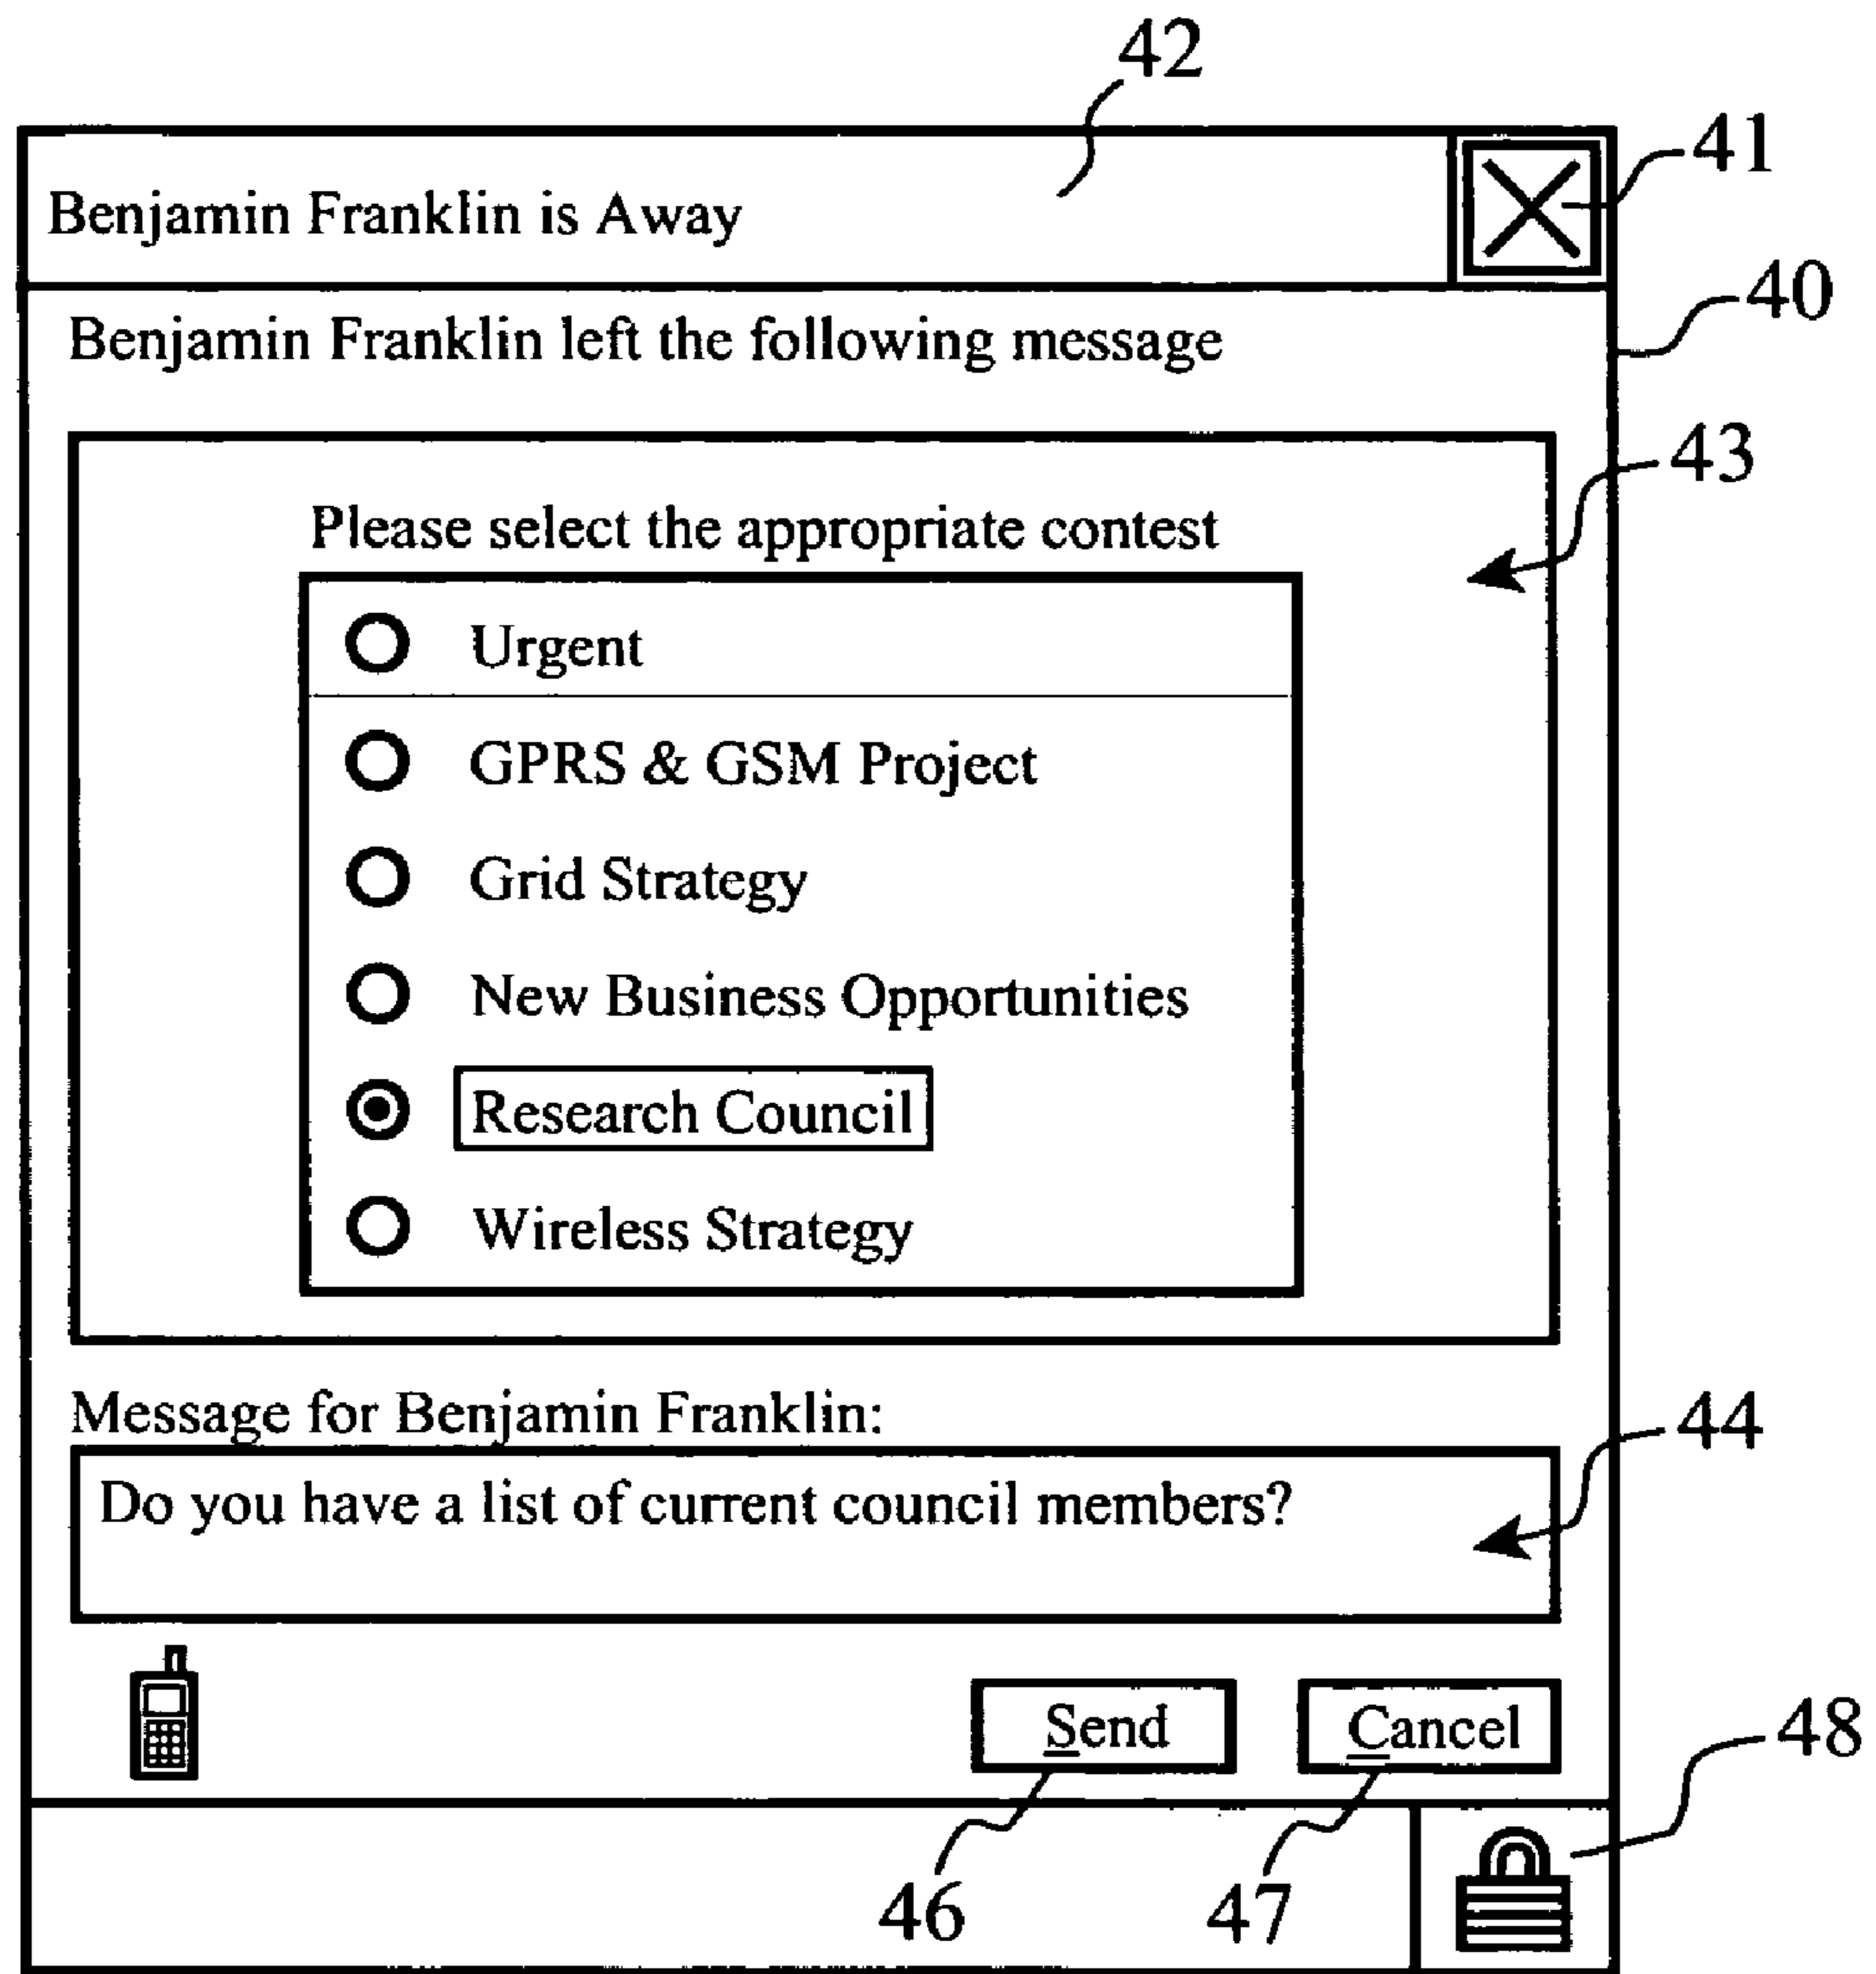 42
Benjamin Franklin is Away
41
40
Benjamin Franklin left the following message
43
Please select the appropriate contest
Urgent
GPRS & GSM Project
Grid Strategy
New Business Opportunities
Research Council
Wireless Strategy
Message for Benjamin Franklin:
44
Do you have a list of current council members?
Send
Cancel
48
46
47